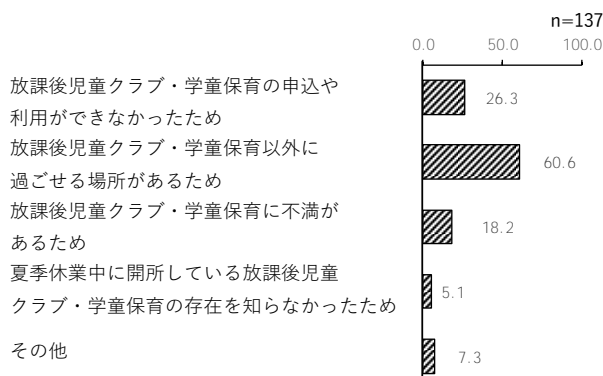 n=137
0.0 50.0 100.0
放課後児童クラブ・学童保育の申込や
利用ができなかったため
26.3
放課後児童クラブ・学童保育以外に
過ごせる場所があるため
60.6
放課後児童クラブ・学童保育に不満が
あるため
18.2
夏季休業中に開所している放課後児童
クラブ・学童保育の存在を知らなかったため
5.1
その他
7.3